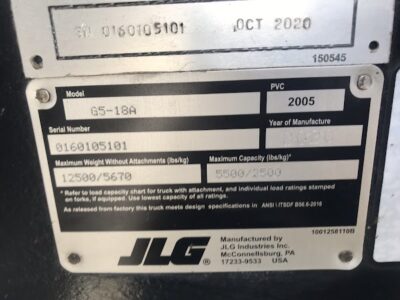 SN 0160105101 OCT 2020
150545
Model
G5-18A
PVC
2005
Serial Number
0160105101
Year of Manufacture
2020
Maximum Weight Without Attachments (lbs/kg)
12500/5670
Maximum Capacity (lbs/kg)*
5500/2500
* Refer to load capacity chart for truck with attachment, and individual load ratings stamped
on forks, if equipped. Use lowest capacity of all ratings.
As released from factory this truck meets design specifications in ANSI \ ITSDF B56.6-2016
JLG®
Manufactured by
JLG Industries Inc.
McConnellsburg, PA
17233-9533 USA
1001258110B